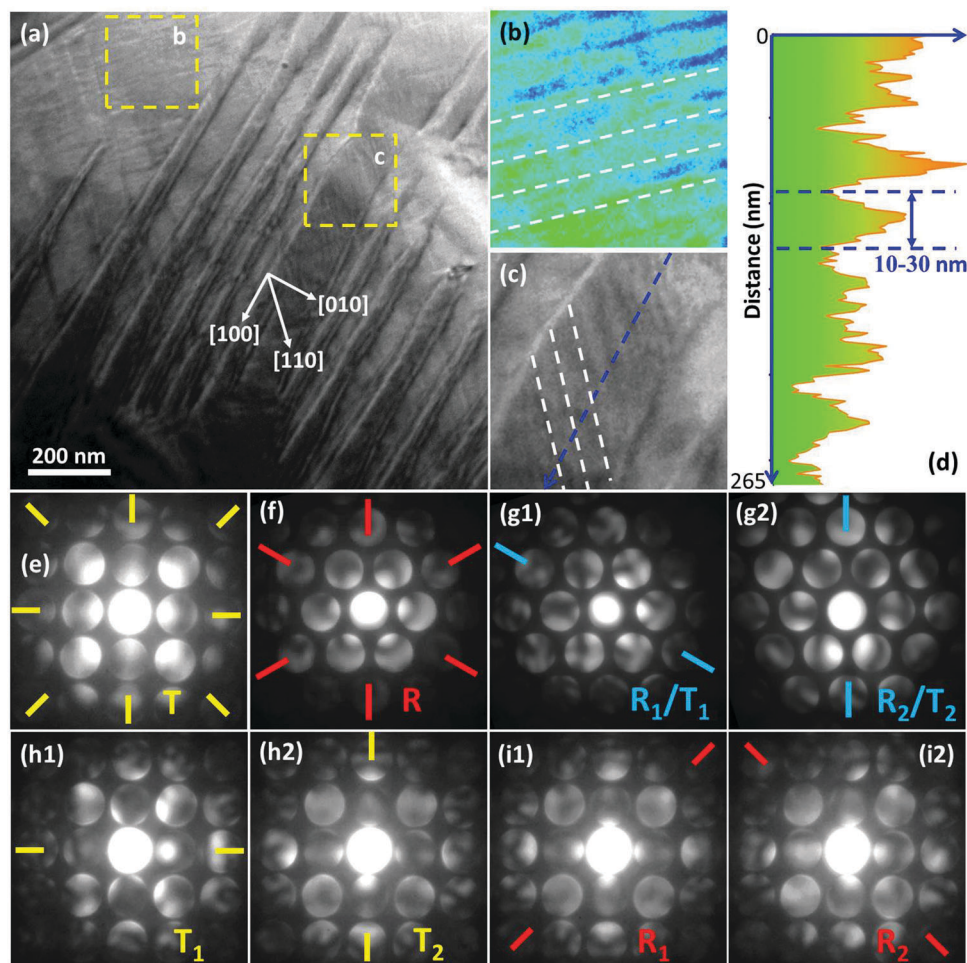 (a)
b
c
[010]
[100]
[110]
200 nm
(b)
(c)
0
Distance (nm)
10-30 nm
265
(d)
(e)
T
(f)
R
(g1)
R₁/T₁
(g2)
R₂/T₂
(h1)
T₁
(h2)
T₂
(i1)
R₁
(i2)
R₂